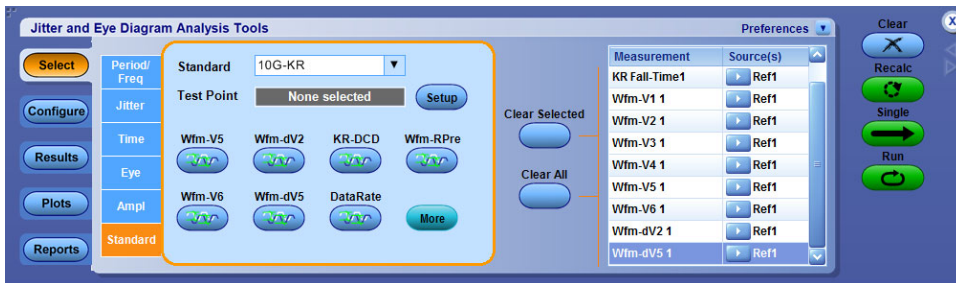 Jitter and Eye Diagram Analysis Tools
Preferences
Clear
X
Select
Configure
Results
Plots
Reports
Period/
Freq
Jitter
Time
Eye
Ampl
Standard
Standard 10G-KR
Test Point None selected Setup
Wfm-V5 Wfm-dV2 KR-DCD Wfm-RPre
Wfm-V6 Wfm-dV5 DataRate
More
Clear Selected
Clear All
Measurement Source(s)
KR Fall-Time1 Ref1
Wfm-V1 1 Ref1
Wfm-V2 1 Ref1
Wfm-V3 1 Ref1
Wfm-V4 1 Ref1
Wfm-V5 1 Ref1
Wfm-V6 1 Ref1
Wfm-dV2 1 Ref1
Wfm-dV5 1 Ref1
Recalc
Single
Run